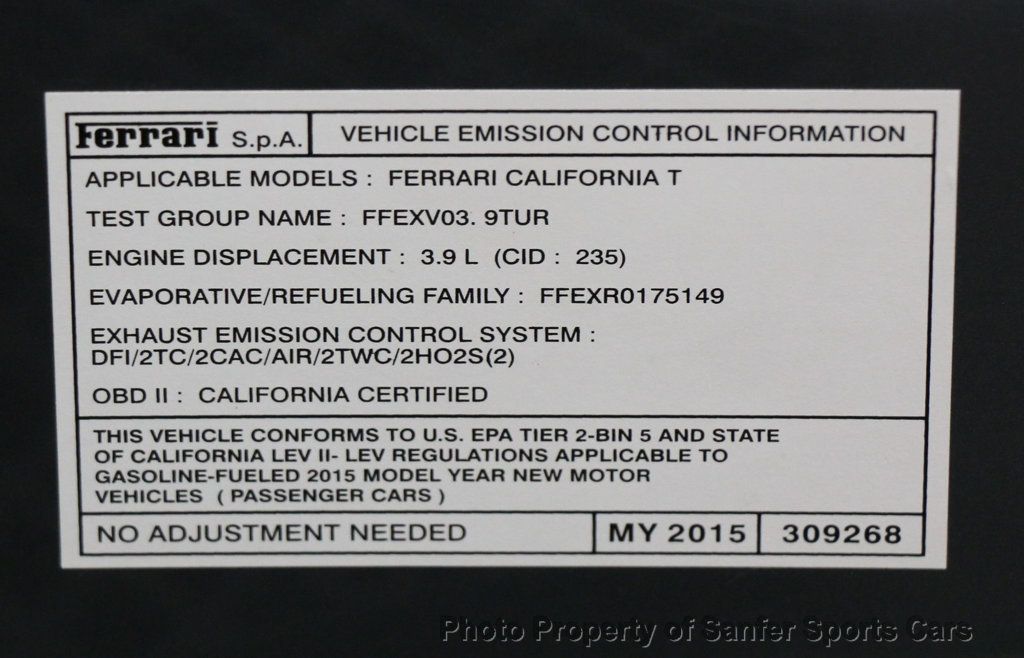 Ferrari S.p.A. VEHICLE EMISSION CONTROL INFORMATION
APPLICABLE MODELS : FERRARI CALIFORNIA T
TEST GROUP NAME : FFEXV03. 9TUR
ENGINE DISPLACEMENT : 3.9 L (CID : 235)
EVAPORATIVE/REFUELING FAMILY : FFEXR0175149
EXHAUST EMISSION CONTROL SYSTEM :
DFI/2TC/2CAC/AIR/2TWC/2HO2S(2)
OBD II : CALIFORNIA CERTIFIED
THIS VEHICLE CONFORMS TO U.S. EPA TIER 2-BIN 5 AND STATE
OF CALIFORNIA LEV II- LEV REGULATIONS APPLICABLE TO
GASOLINE-FUELED 2015 MODEL YEAR NEW MOTOR
VEHICLES ( PASSENGER CARS )
NO ADJUSTMENT NEEDED MY 2015 309268
Photo Property of Sanfer Sports Cars